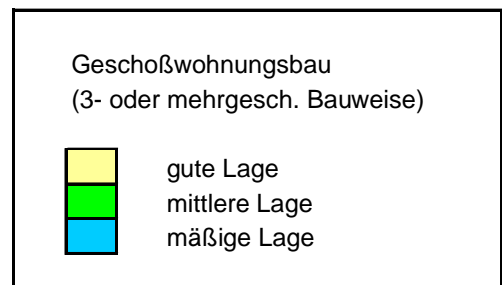 Geschoßwohnungsbau
(3- oder mehrgesch. Bauweise)
gute Lage
mittlere Lage
mäßige Lage